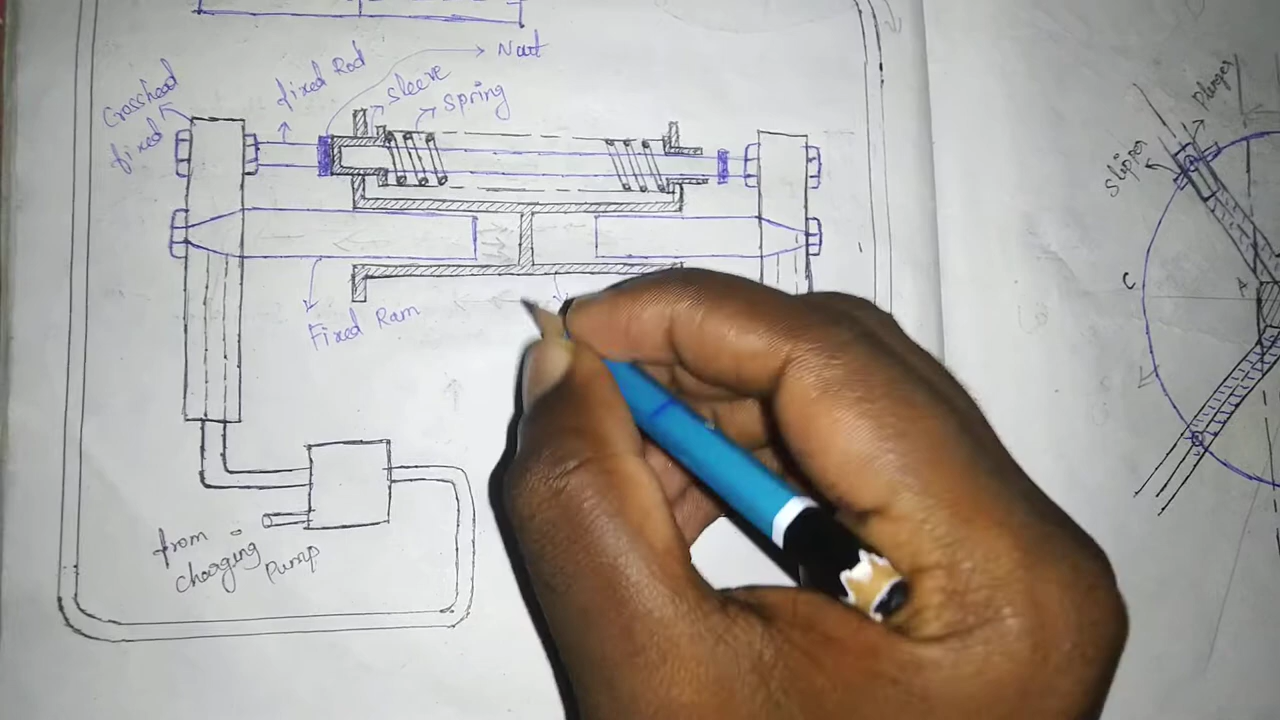 Nut
Crosshead
fixed
fixed Rod
sleeve
spring
Plunger
Slipper
C
A
Fixed Ram
from
charging
Pump